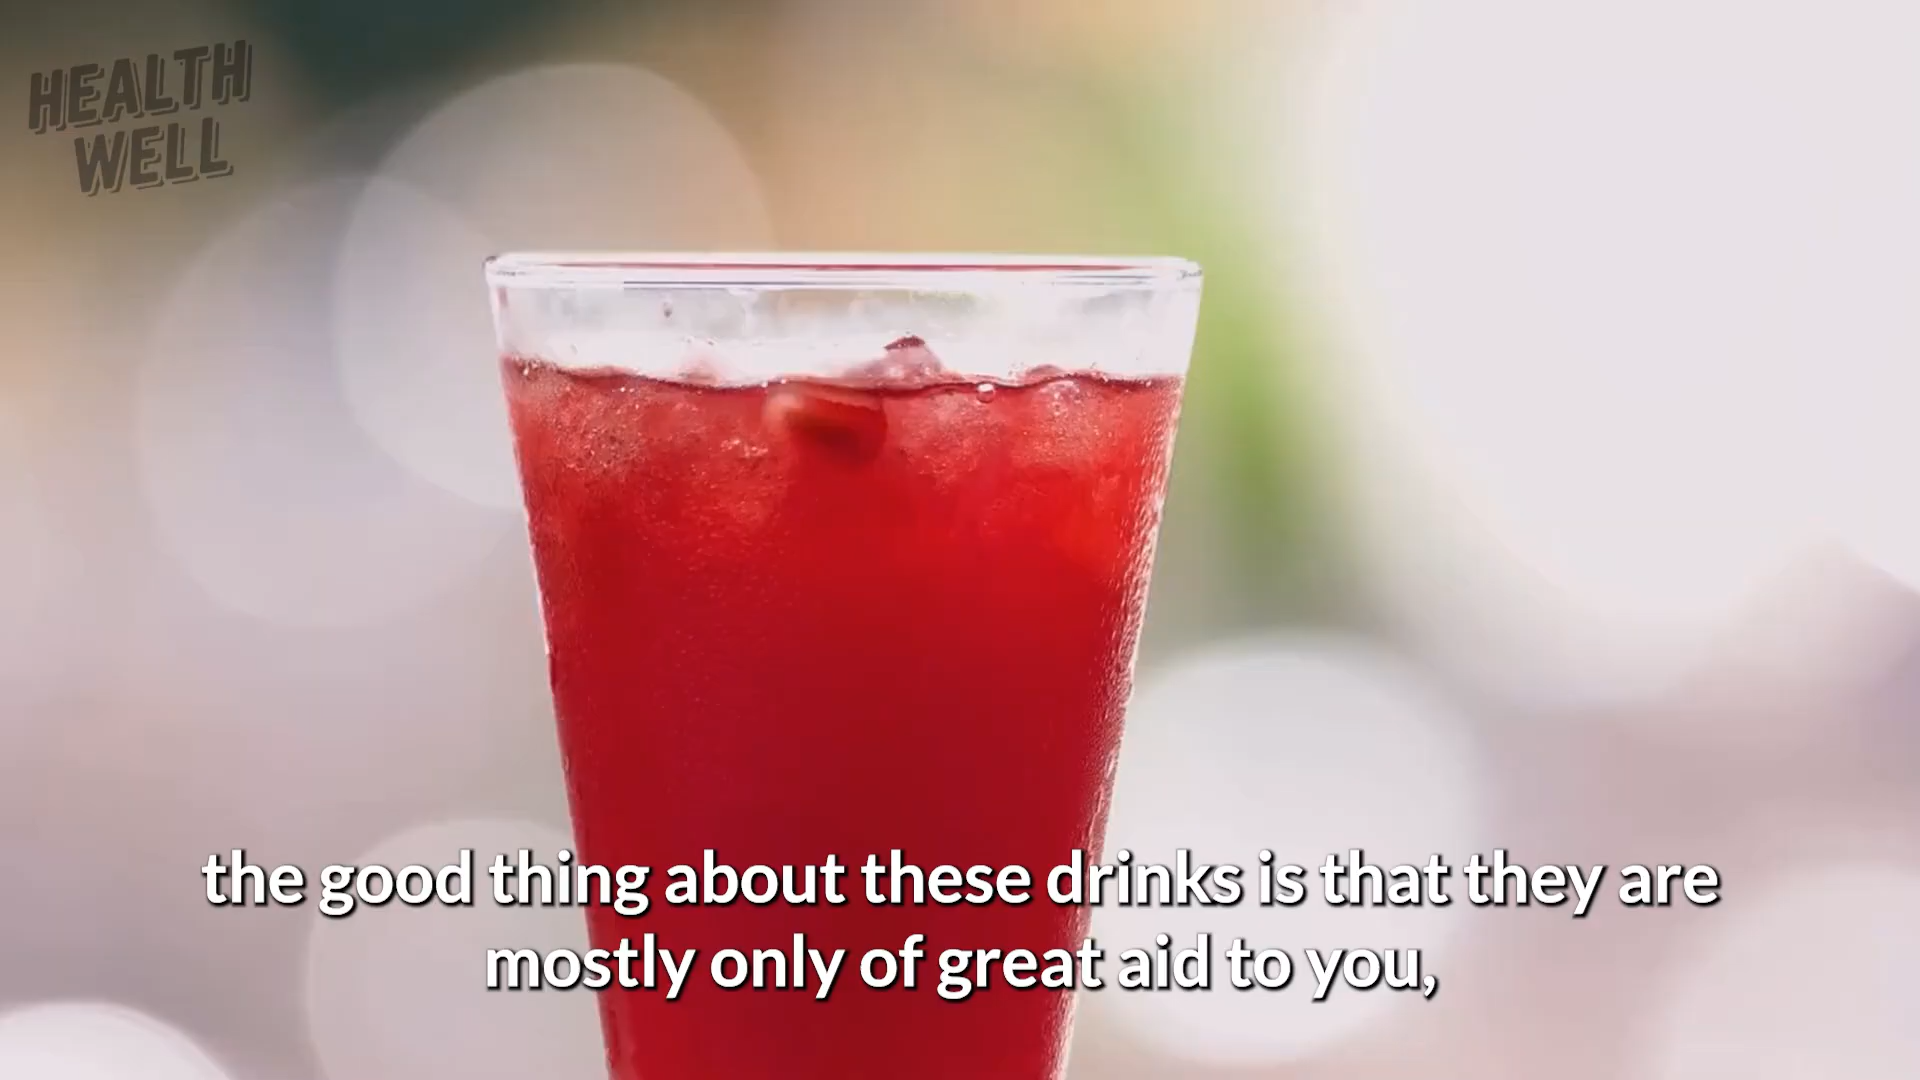 HEALTH
WELL
the good thing about these drinks is that they are
mostly only of great aid to you,